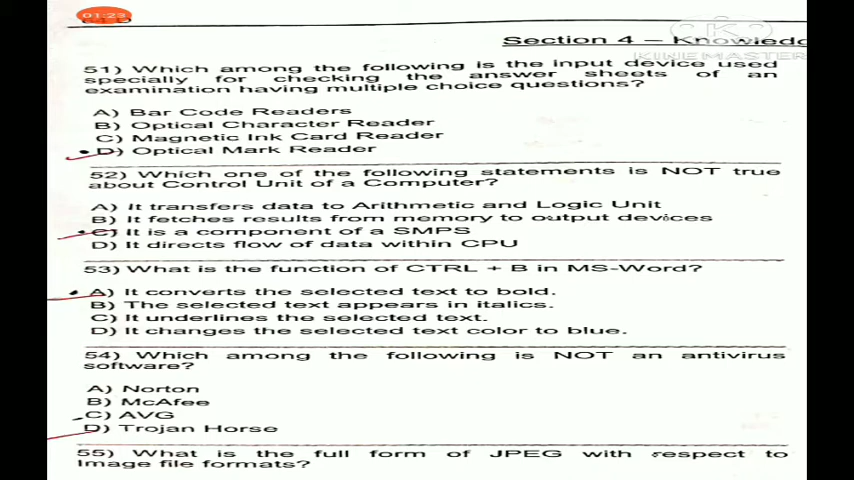 01:23
Section 4 – Knowledg
KINEMASTER
51) Which among the following is the input device used
specially for checking the answer sheets of an
examination having multiple choice questions?
A) Bar Code Readers
B) Optical Character Reader
C) Magnetic Ink Card Reader
D) Optical Mark Reader
52) Which one of the following statements is NOT true
about Control Unit of a Computer?
A) It transfers data to Arithmetic and Logic Unit
B) It fetches results from memory to output devices
C) It is a component of a SMPS
D) It directs flow of data within CPU
53) What is the function of CTRL + B in MS-Word?
A) It converts the selected text to bold.
B) The selected text appears in italics.
C) It underlines the selected text.
D) It changes the selected text color to blue.
54) Which among the following is NOT an antivirus
software?
A) Norton
B) McAfee
C) AVG
D) Trojan Horse
55) What is the full form of JPEG with respect to
Image file formats?